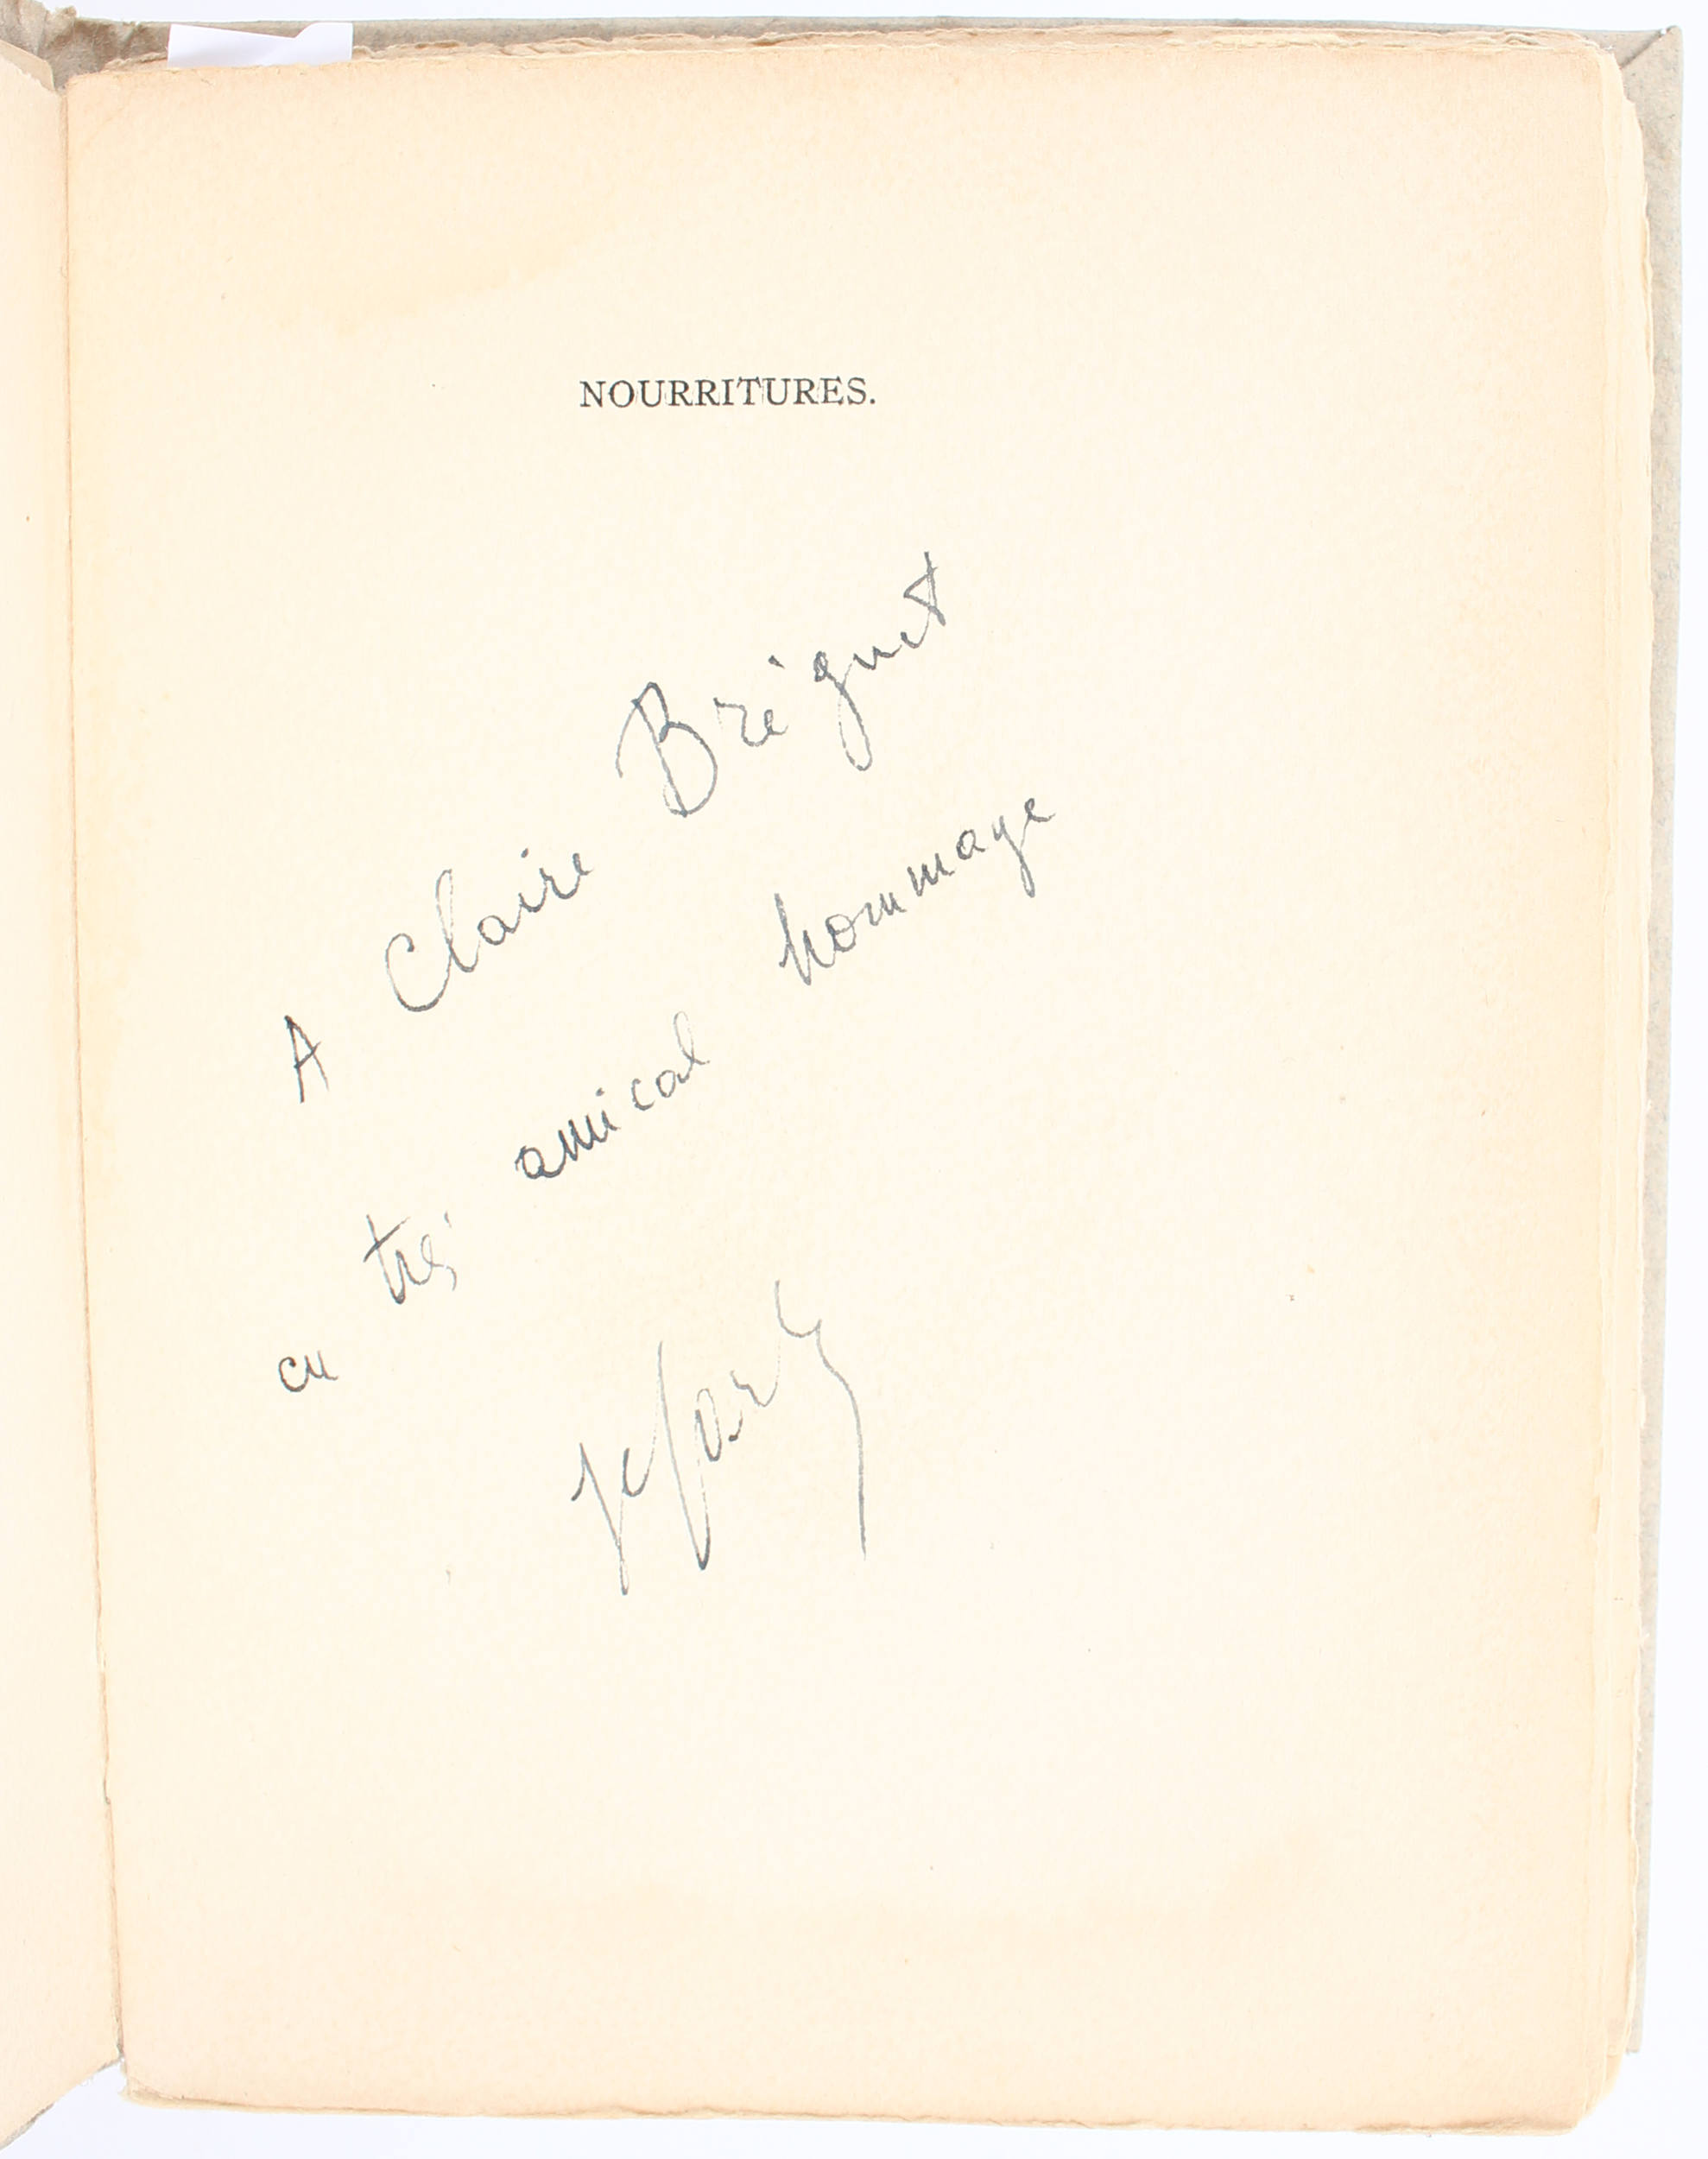 NOURRITURES.
A Claire Bréguet
en très amical hommage